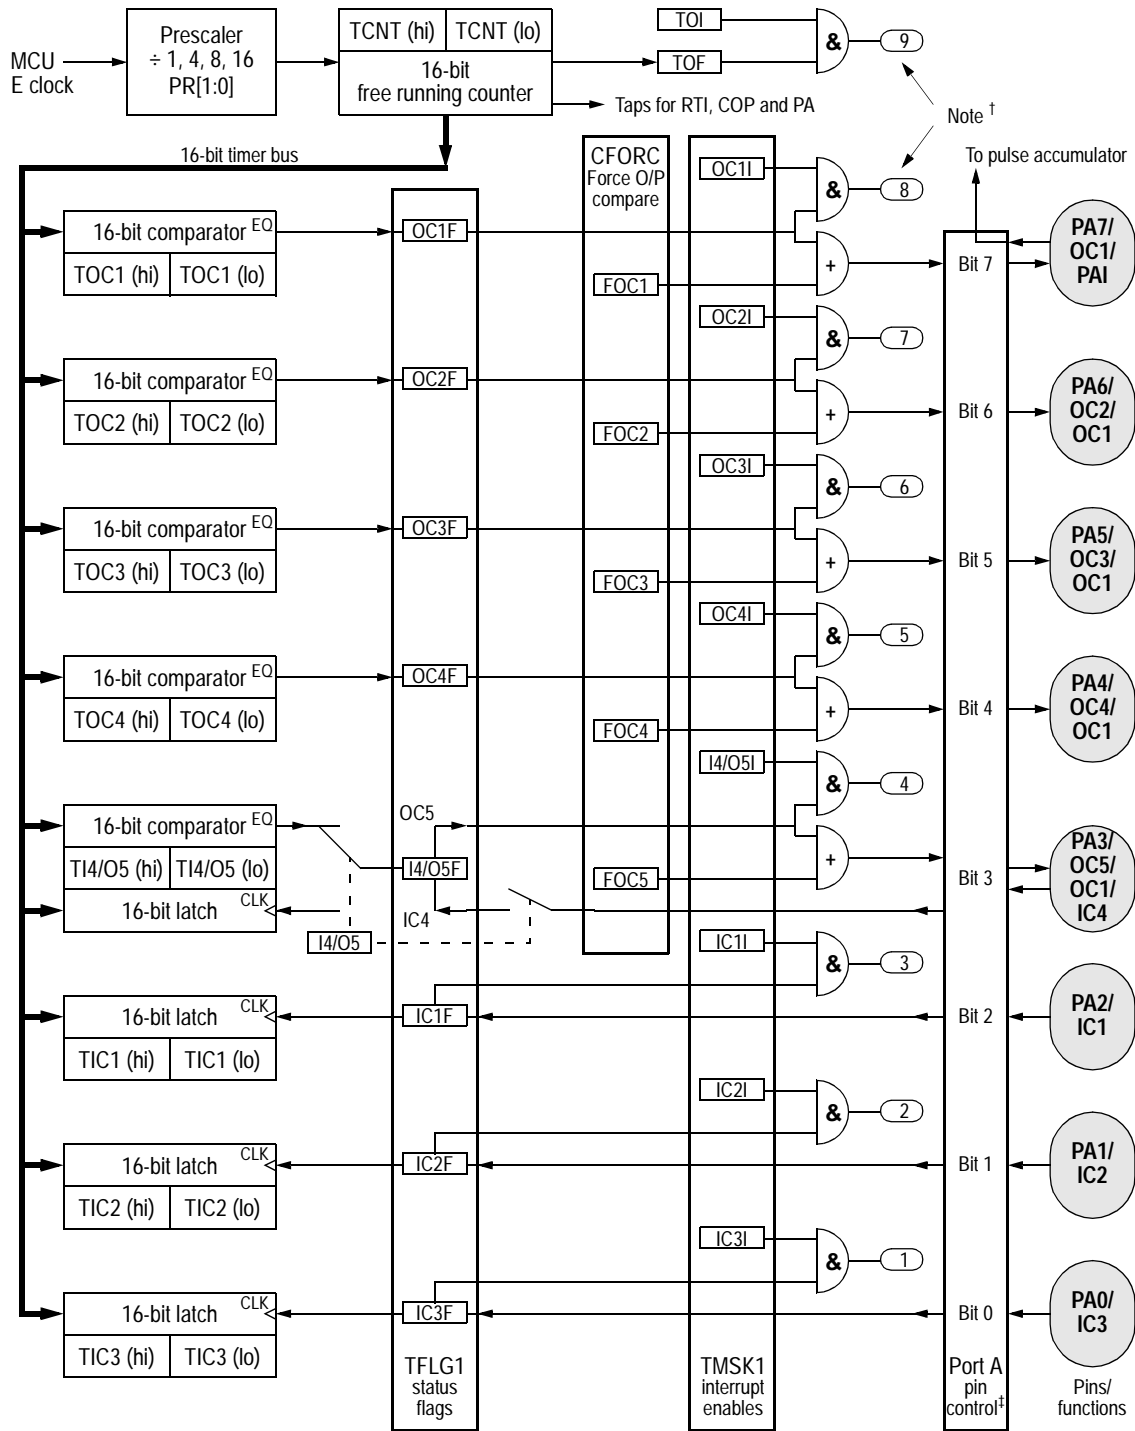 MCU
E clock
Prescaler
÷ 1, 4, 8, 16
PR[1:0]
TCNT (hi) TCNT (lo)
16-bit
free running counter
TOI
TOF
&
9
Taps for RTI, COP and PA
Note †
16-bit timer bus
CFORC
Force O/P
compare
To pulse accumulator
OC1I
&
8
16-bit comparator EQ
TOC1 (hi) TOC1 (lo)
OC1F
FOC1
+
Bit 7
PA7/
OC1/
PAI
OC2I
&
7
16-bit comparator EQ
TOC2 (hi) TOC2 (lo)
OC2F
FOC2
+
Bit 6
PA6/
OC2/
OC1
OC3I
&
6
16-bit comparator EQ
TOC3 (hi) TOC3 (lo)
OC3F
FOC3
+
Bit 5
PA5/
OC3/
OC1
OC4I
&
5
16-bit comparator EQ
TOC4 (hi) TOC4 (lo)
OC4F
FOC4
+
Bit 4
PA4/
OC4/
OC1
I4/O5I
&
4
16-bit comparator EQ
TI4/O5 (hi) TI4/O5 (lo)
16-bit latch CLK
OC5
I4/O5F
IC4
I4/O5
FOC5
+
Bit 3
PA3/
OC5/
OC1/
IC4
IC1I
&
3
16-bit latch CLK
TIC1 (hi) TIC1 (lo)
IC1F
Bit 2
PA2/
IC1
IC2I
&
2
16-bit latch CLK
TIC2 (hi) TIC2 (lo)
IC2F
Bit 1
PA1/
IC2
IC3I
&
1
16-bit latch CLK
TIC3 (hi) TIC3 (lo)
IC3F
Bit 0
PA0/
IC3
TFLG1
status
flags
TMSK1
interrupt
enables
Port A
pin
control‡
Pins/
functions